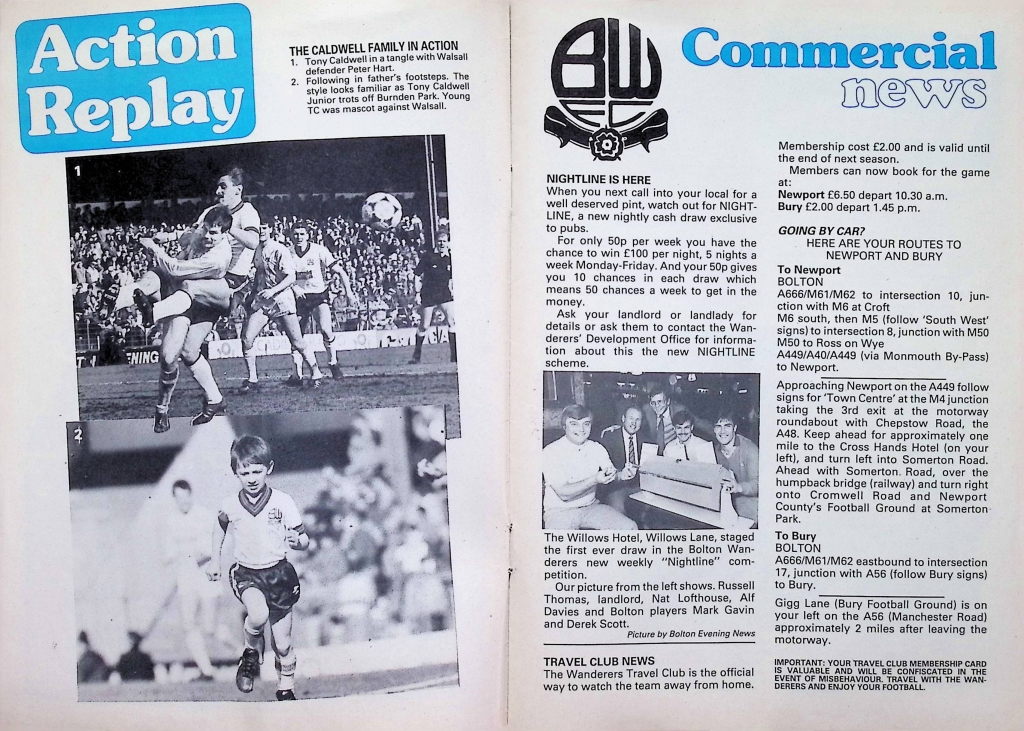 Action
Replay
THE CALDWELL FAMILY IN ACTION
1. Tony Caldwell in a tangle with Walsall
defender Peter Hart.
2. Following in father's footsteps. The
style looks familiar as Tony Caldwell
Junior trots off Burnden Park. Young
TC was mascot against Walsall.
1
ENING
2
BW
FC
Commercial
news
NIGHTLINE IS HERE
When you next call into your local for a
well deserved pint, watch out for NIGHT-
LINE, a new nightly cash draw exclusive
to pubs.
For only 50p per week you have the
chance to win £100 per night, 5 nights a
week Monday-Friday. And your 50p gives
you 10 chances in each draw which
means 50 chances a week to get in the
money.
Ask your landlord or landlady for
details or ask them to contact the Wan-
derers' Development Office for informa-
tion about this the new NIGHTLINE
scheme.
The Willows Hotel, Willows Lane, staged
the first ever draw in the Bolton Wan-
derers new weekly "Nightline" com-
petition.
Our picture from the left shows. Russell
Thomas, landlord, Nat Lofthouse, Alf
Davies and Bolton players Mark Gavin
and Derek Scott.
Picture by Bolton Evening News
TRAVEL CLUB NEWS
The Wanderers Travel Club is the official
way to watch the team away from home.
Membership cost £2.00 and is valid until
the end of next season.
Members can now book for the game
at:
Newport £6.50 depart 10.30 a.m.
Bury £2.00 depart 1.45 p.m.
GOING BY CAR?
HERE ARE YOUR ROUTES TO
NEWPORT AND BURY
To Newport
BOLTON
A666/M61/M62 to intersection 10, jun-
ction with M6 at Croft
M6 south, then M5 (follow 'South West'
signs) to intersection 8, junction with M50
M50 to Ross on Wye
A449/A40/A449 (via Monmouth By-Pass)
to Newport.
Approaching Newport on the A449 follow
signs for 'Town Centre' at the M4 junction
taking the 3rd exit at the motorway
roundabout with Chepstow Road, the
A48. Keep ahead for approximately one
mile to the Cross Hands Hotel (on your
left), and turn left into Somerton Road.
Ahead with Somerton Road, over the
humpback bridge (railway) and turn right
onto Cromwell Road and Newport
County's Football Ground at Somerton
Park.
To Bury
BOLTON
A666/M61/M62 eastbound to intersection
17, junction with A56 (follow Bury signs)
to Bury.
Gigg Lane (Bury Football Ground) is on
your left on the A56 (Manchester Road)
approximately 2 miles after leaving the
motorway.
IMPORTANT: YOUR TRAVEL CLUB MEMBERSHIP CARD
IS VALUABLE AND WILL BE CONFISCATED IN THE
EVENT OF MISBEHAVIOUR. TRAVEL WITH THE WAN-
DERERS AND ENJOY YOUR FOOTBALL.